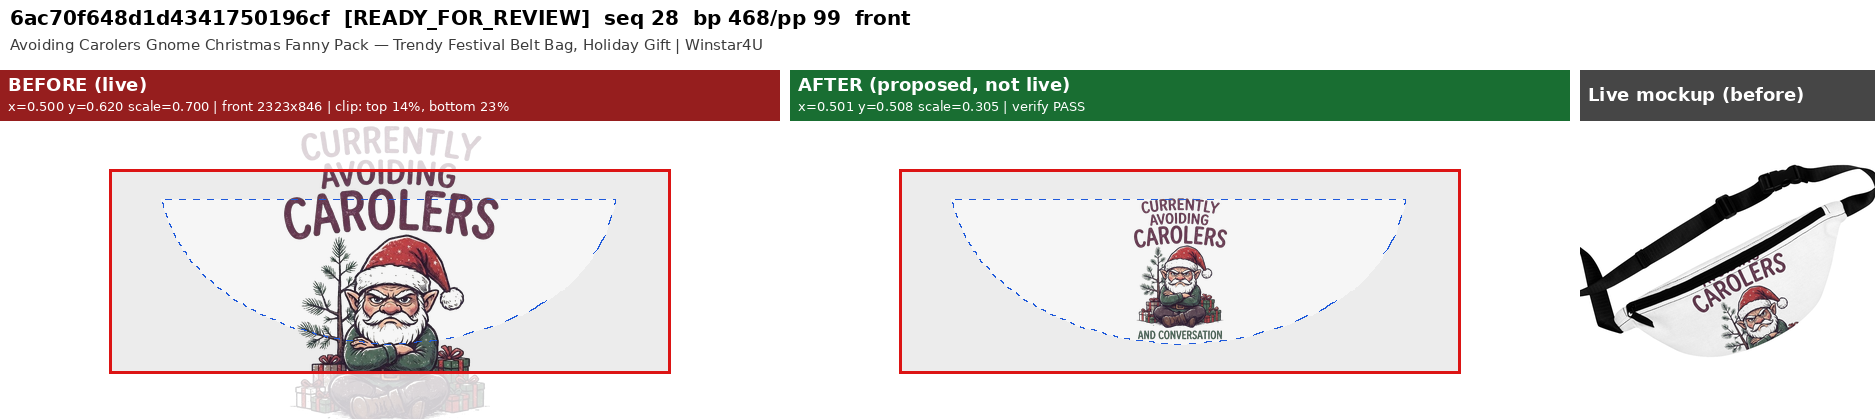 6ac70f648d1d4341750196cf [READY_FOR_REVIEW] seq 28 bp 468/pp 99 front
Avoiding Carolers Gnome Christmas Fanny Pack — Trendy Festival Belt Bag, Holiday Gift | Winstar4U
BEFORE (live)
x=0.500 y=0.620 scale=0.700 | front 2323x846 | clip: top 14%, bottom 23%
CURRENTLY
AVOIDING
CAROLERS
AFTER (proposed, not live)
x=0.501 y=0.508 scale=0.305 | verify PASS
CURRENTLY
AVOIDING
CAROLERS
AND CONVERSATION
Live mockup (before)
CAROLERS